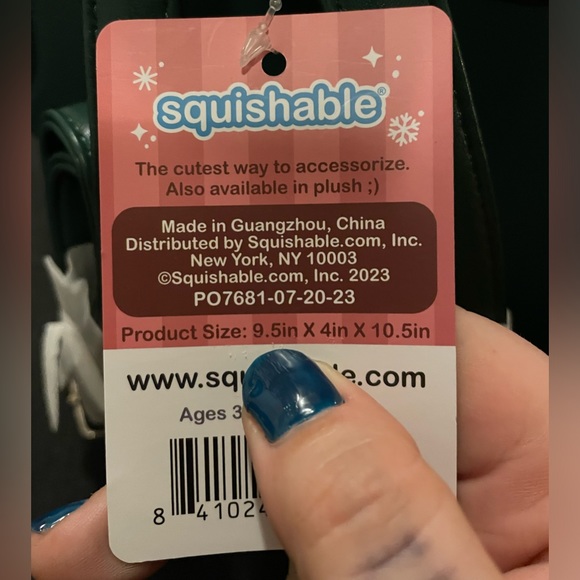 squishable®
The cutest way to accessorize.
Also available in plush ;)
Made in Guangzhou, China
Distributed by Squishable.com, Inc.
New York, NY 10003
©Squishable.com, Inc. 2023
PO7681-07-20-23
Product Size: 9.5in X 4in X 10.5in
Ages 3
8 41024